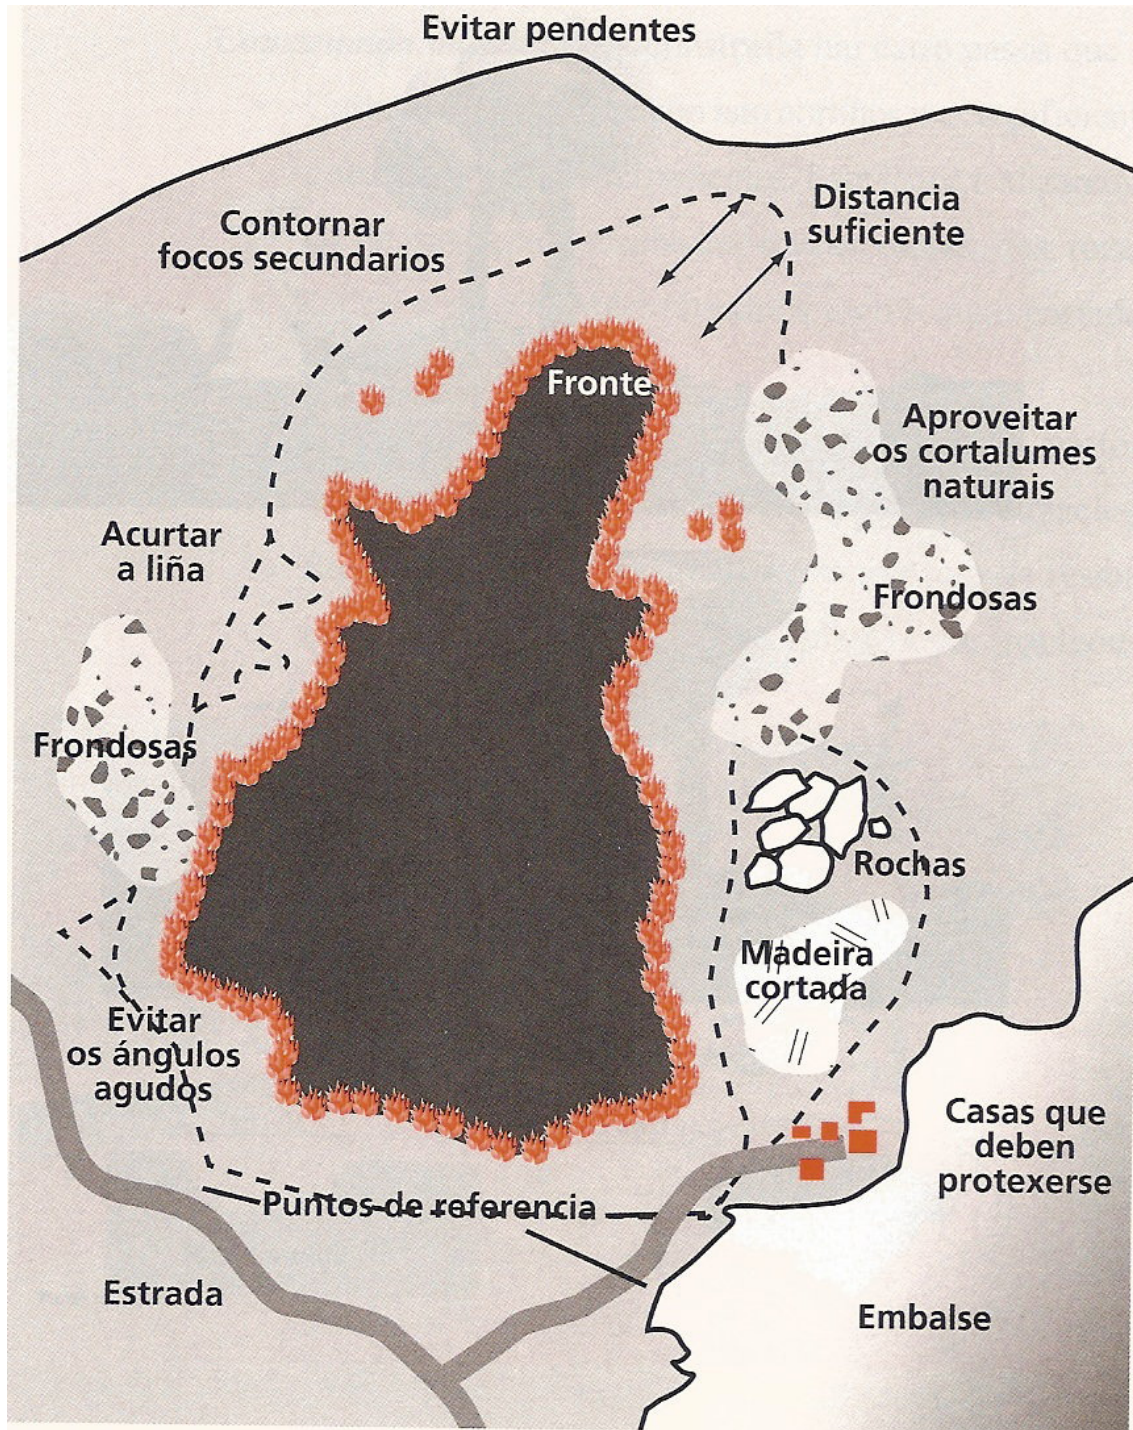 Evitar pendentes
Distancia
suficiente
Contornar
focos secundarios
Fronte
Aproveitar
os cortalumes
naturais
Acurtar
a liña
Frondosas
Frondosas
Rochas
Madeira
cortada
Evitar
os ángulos
agudos
Casas que
deben
protexerse
Puntos de referencia
Estrada
Embalse